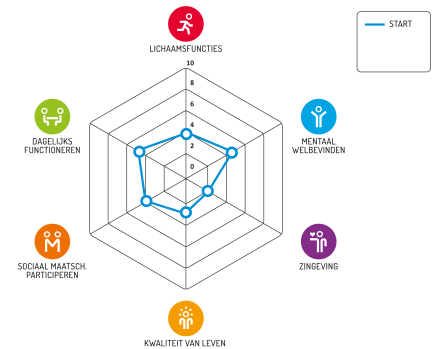 LICHAAMSFUNCTIES
START
10
8
6
4
2
0
DAGELIJKS
FUNCTIONEREN
MENTAAL
WELBEVINDEN
SOCIAAL MAATSCH.
PARTICIPEREN
ZINGEVING
KWALITEIT VAN LEVEN